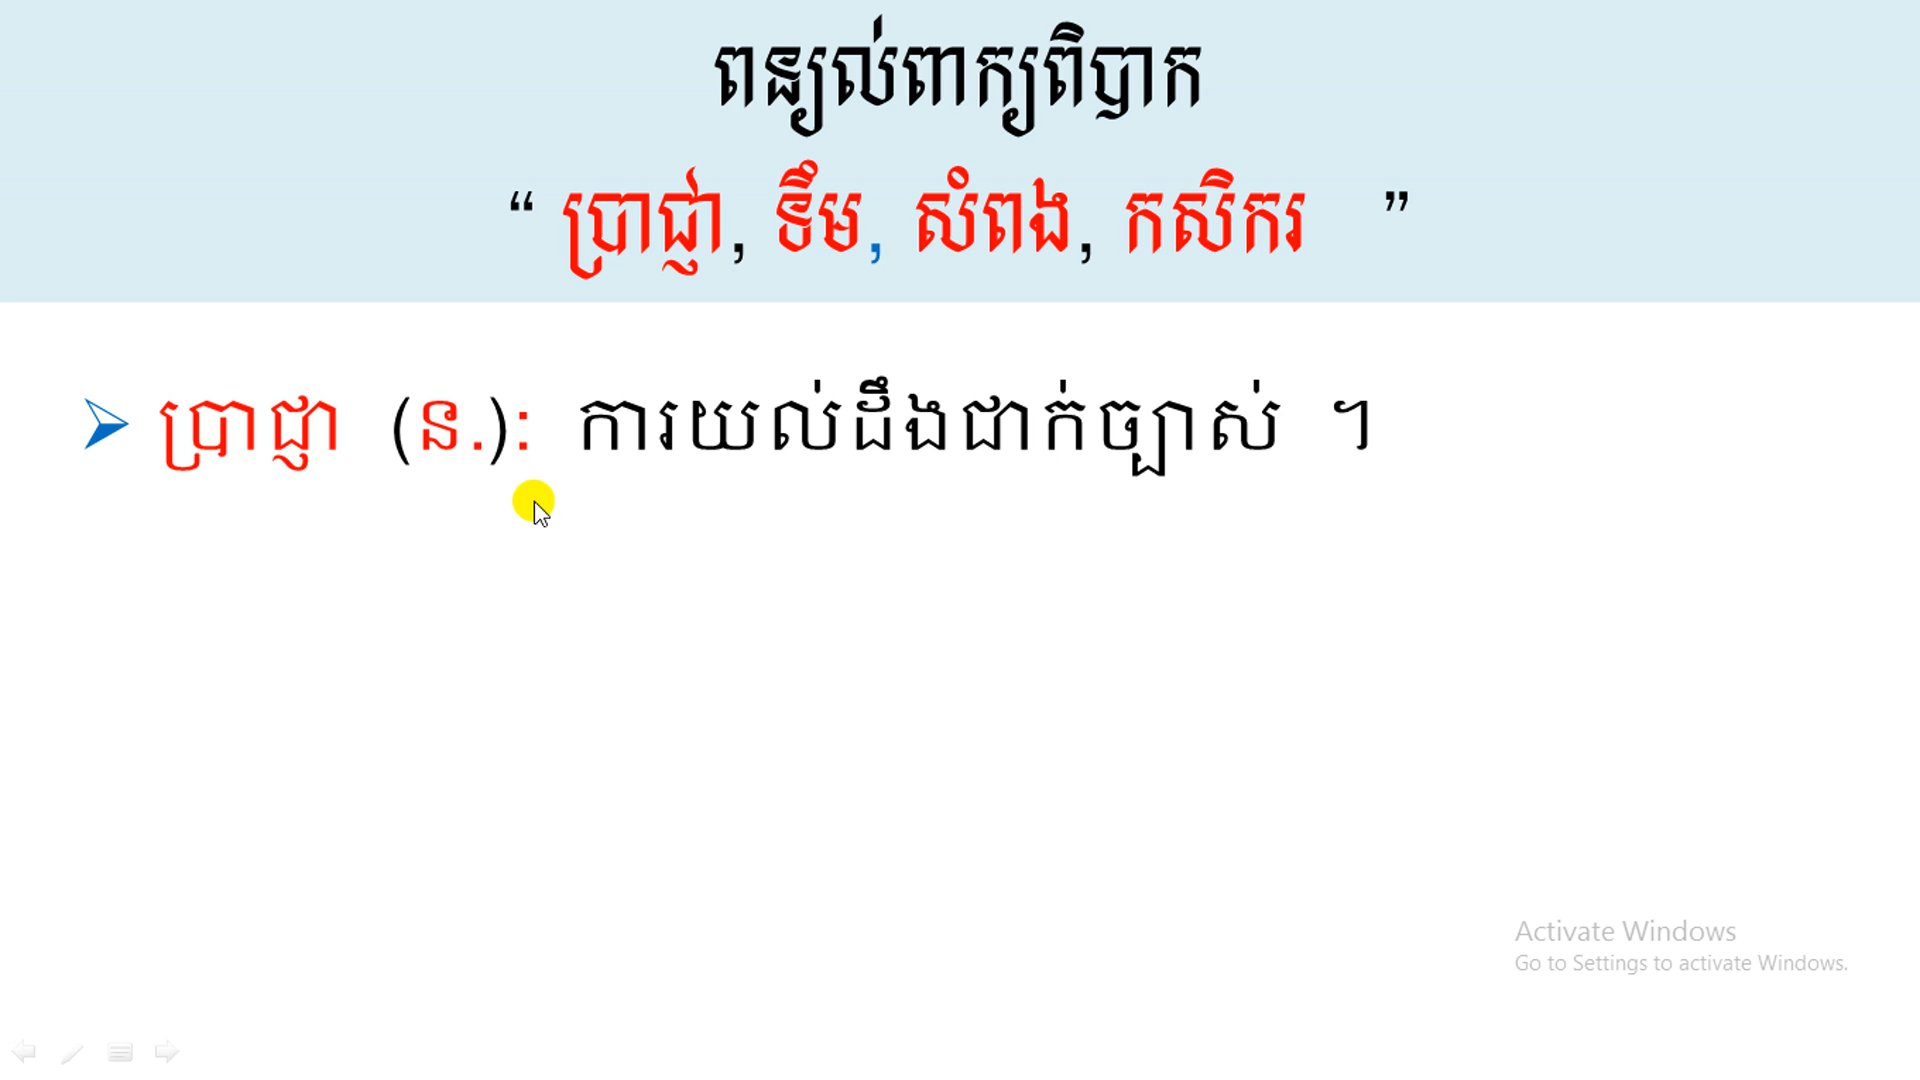 ពន្យល់ពាក្យពិបាក
“ ប្រាជ្ញា, ទឹម, សំពង, កសិករ ”
ប្រាជ្ញា (ន.): ការយល់ដឹងជាក់ច្បាស់ ។
Activate Windows
Go to Settings to activate Windows.